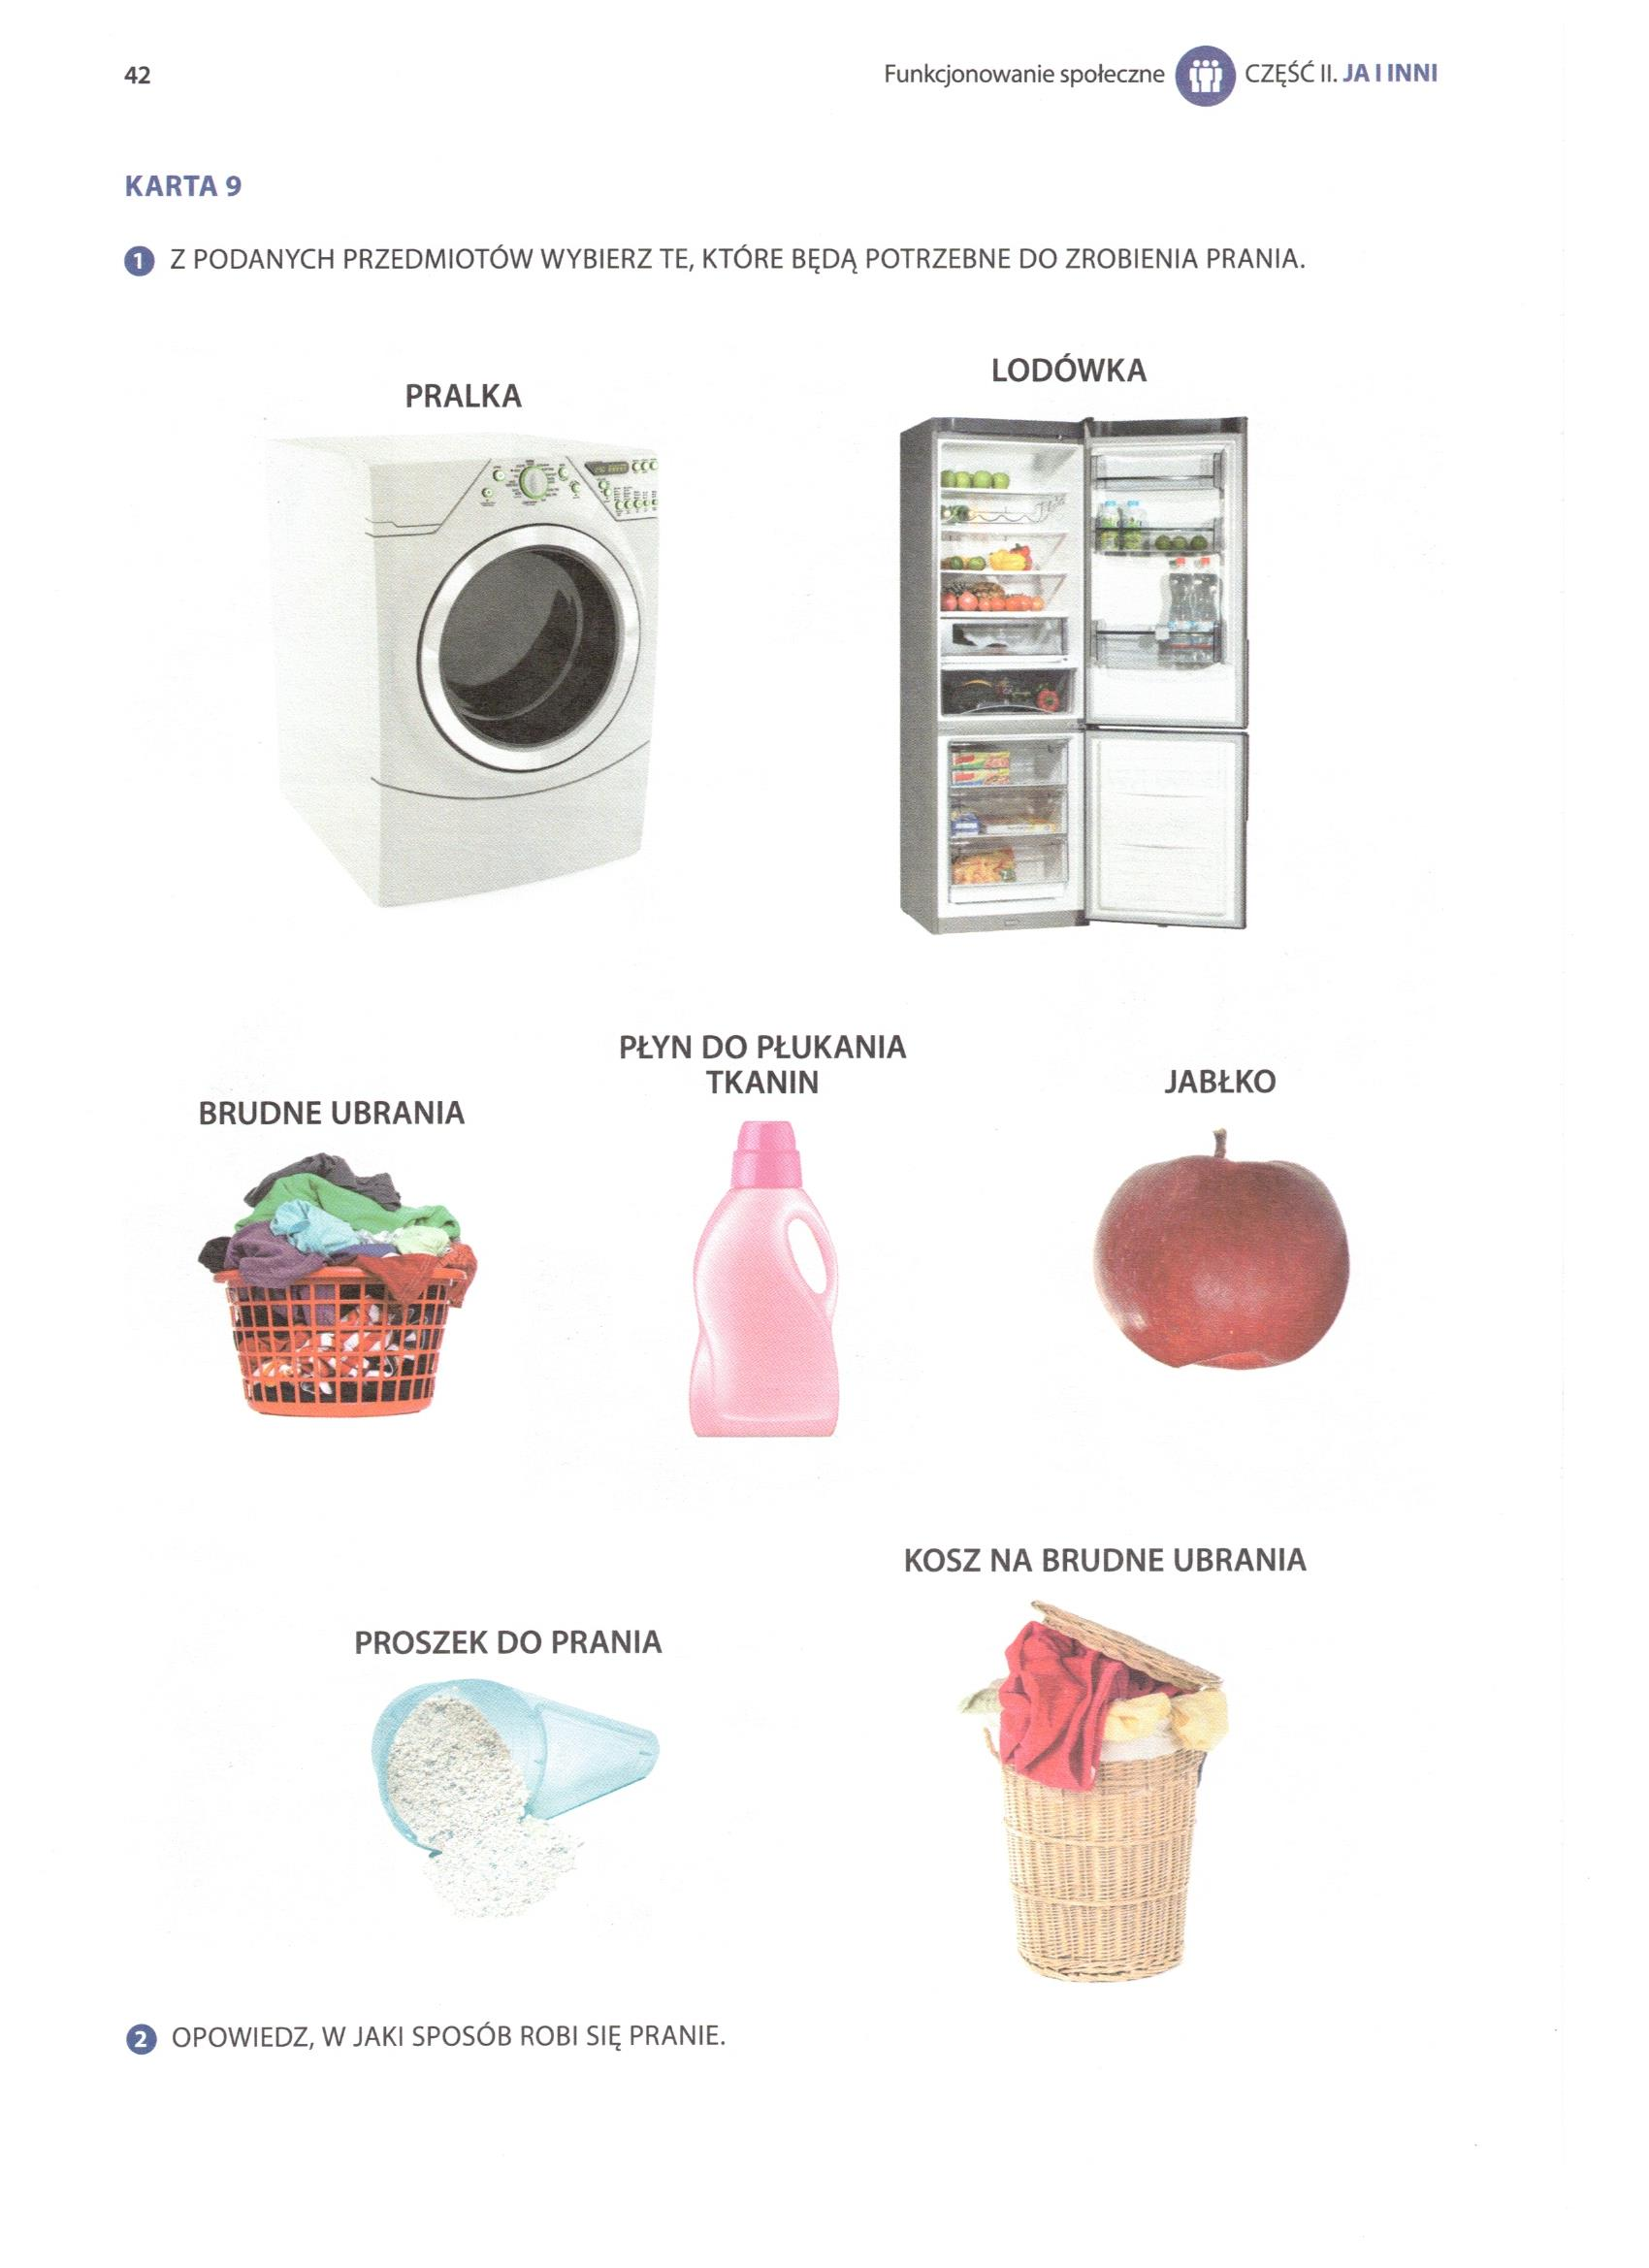 42
Funkcjonowanie społeczne CZĘŚĆ II. JA I INNI
KARTA 9
1 Z PODANYCH PRZEDMIOTÓW WYBIERZ TE, KTÓRE BĘDĄ POTRZEBNE DO ZROBIENIA PRANIA.
PRALKA
LODÓWKA
BRUDNE UBRANIA
PŁYN DO PŁUKANIA
TKANIN
JABŁKO
PROSZEK DO PRANIA
KOSZ NA BRUDNE UBRANIA
2 OPOWIEDZ, W JAKI SPOSÓB ROBI SIĘ PRANIE.